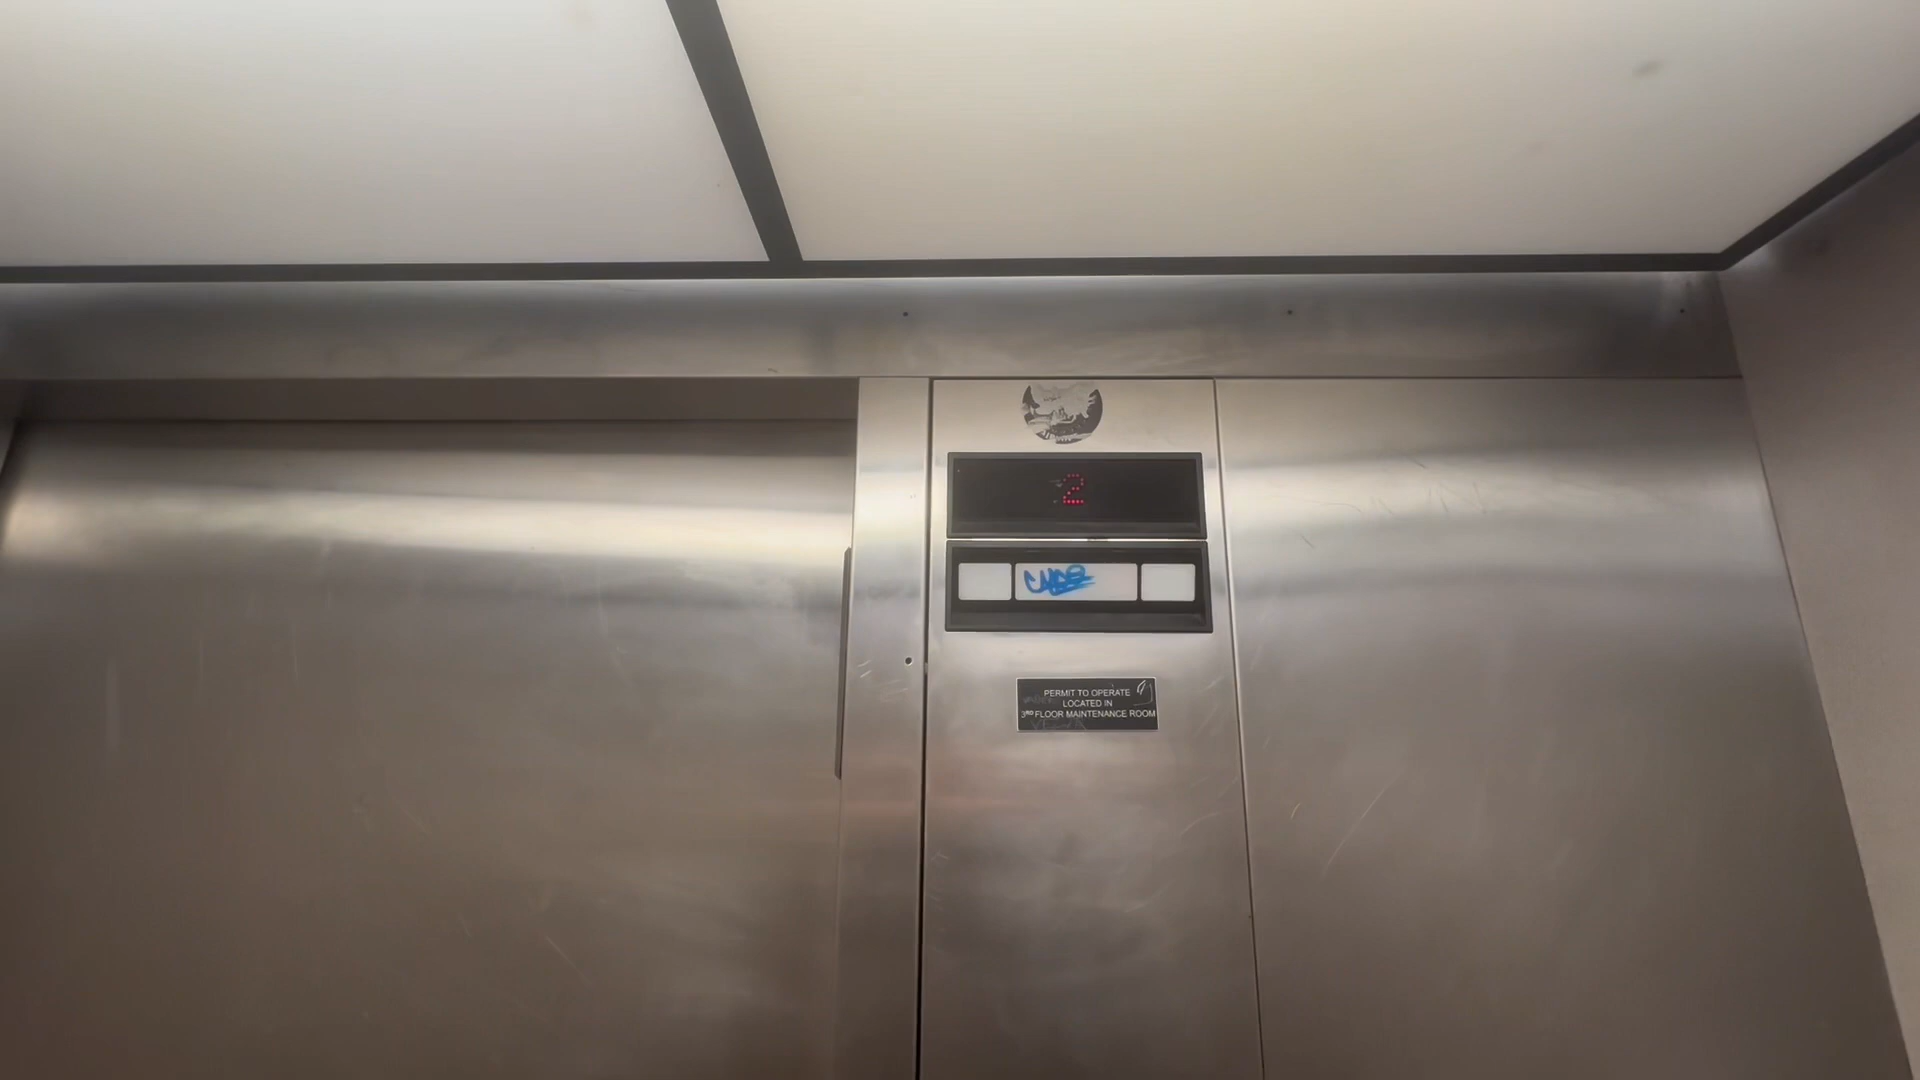 2
PERMIT TO OPERATE
LOCATED IN
3RD FLOOR MAINTENANCE ROOM